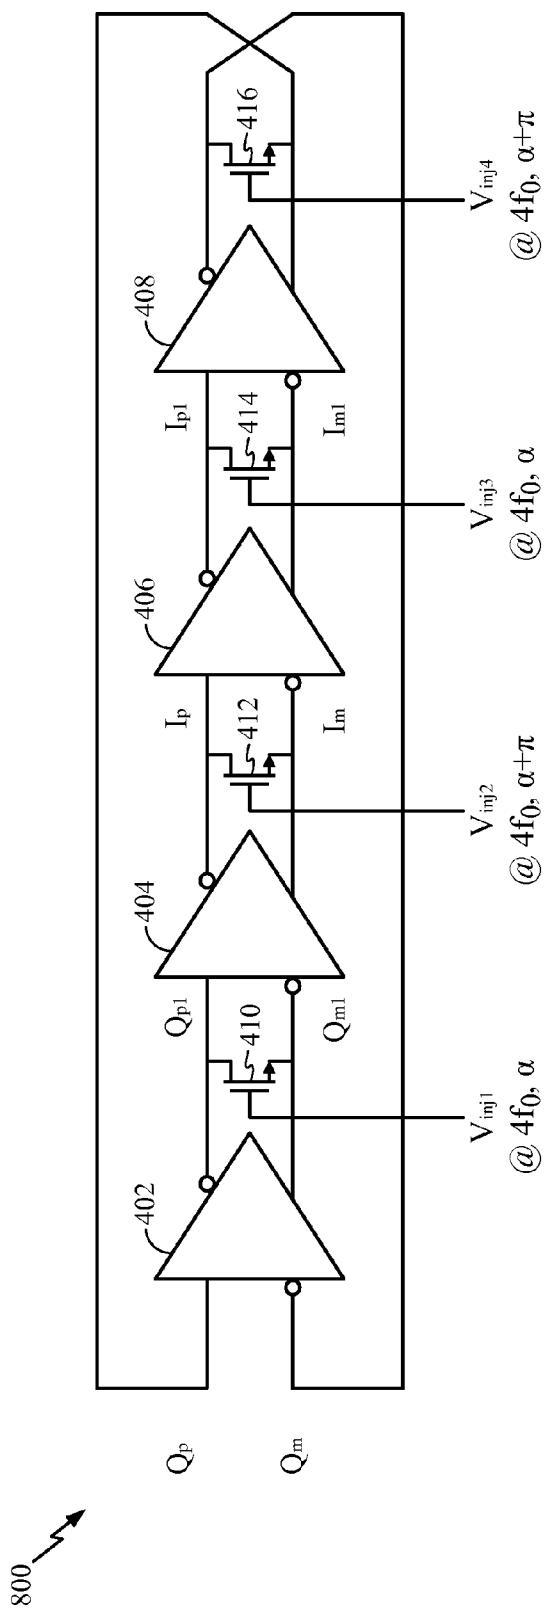 800
Qp
Qm
402
404
406
408
Qp1
Qm1
410
Ip
Im
412
Ip1
Im1
414
416
Vinj1
@ 4f0, α
Vinj2
@ 4f0, α+π
Vinj3
@ 4f0, α
Vinj4
@ 4f0, α+π